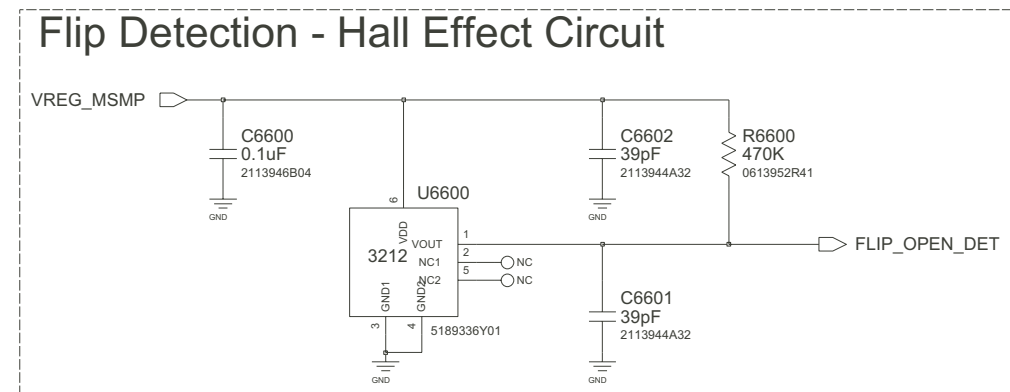 Flip Detection - Hall Effect Circuit
VREG_MSMP
C6600
0.1uF
2113946B04
GND
C6602
39pF
2113944A32
GND
R6600
470K
0613952R41
U6600
6
VDD
3212
VOUT
1
NC1
2
NC
NC2
5
NC
GND1
GND2
3
4
5189336Y01
GND
FLIP_OPEN_DET
C6601
39pF
2113944A32
GND